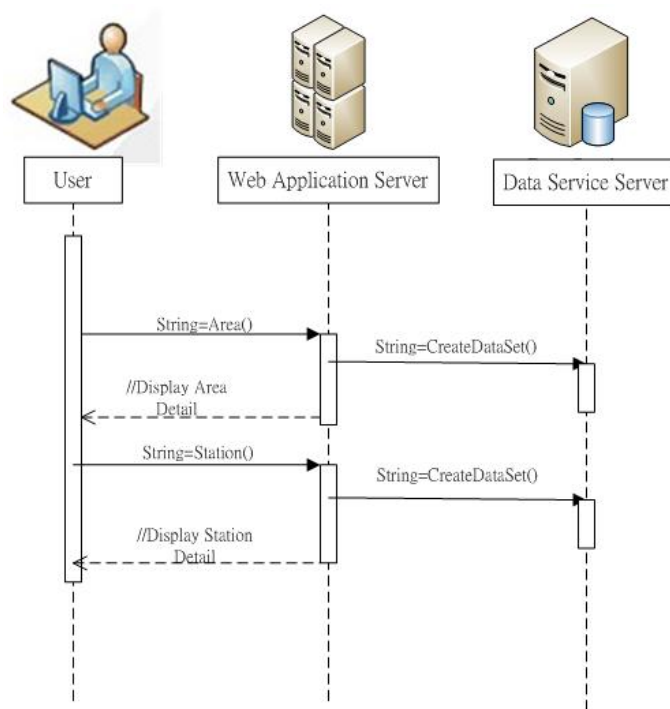 User
Web Application Server
Data Service Server
String=Area()
String=CreateDataSet()
//Display Area
Detail
String=Station()
String=CreateDataSet()
//Display Station
Detail